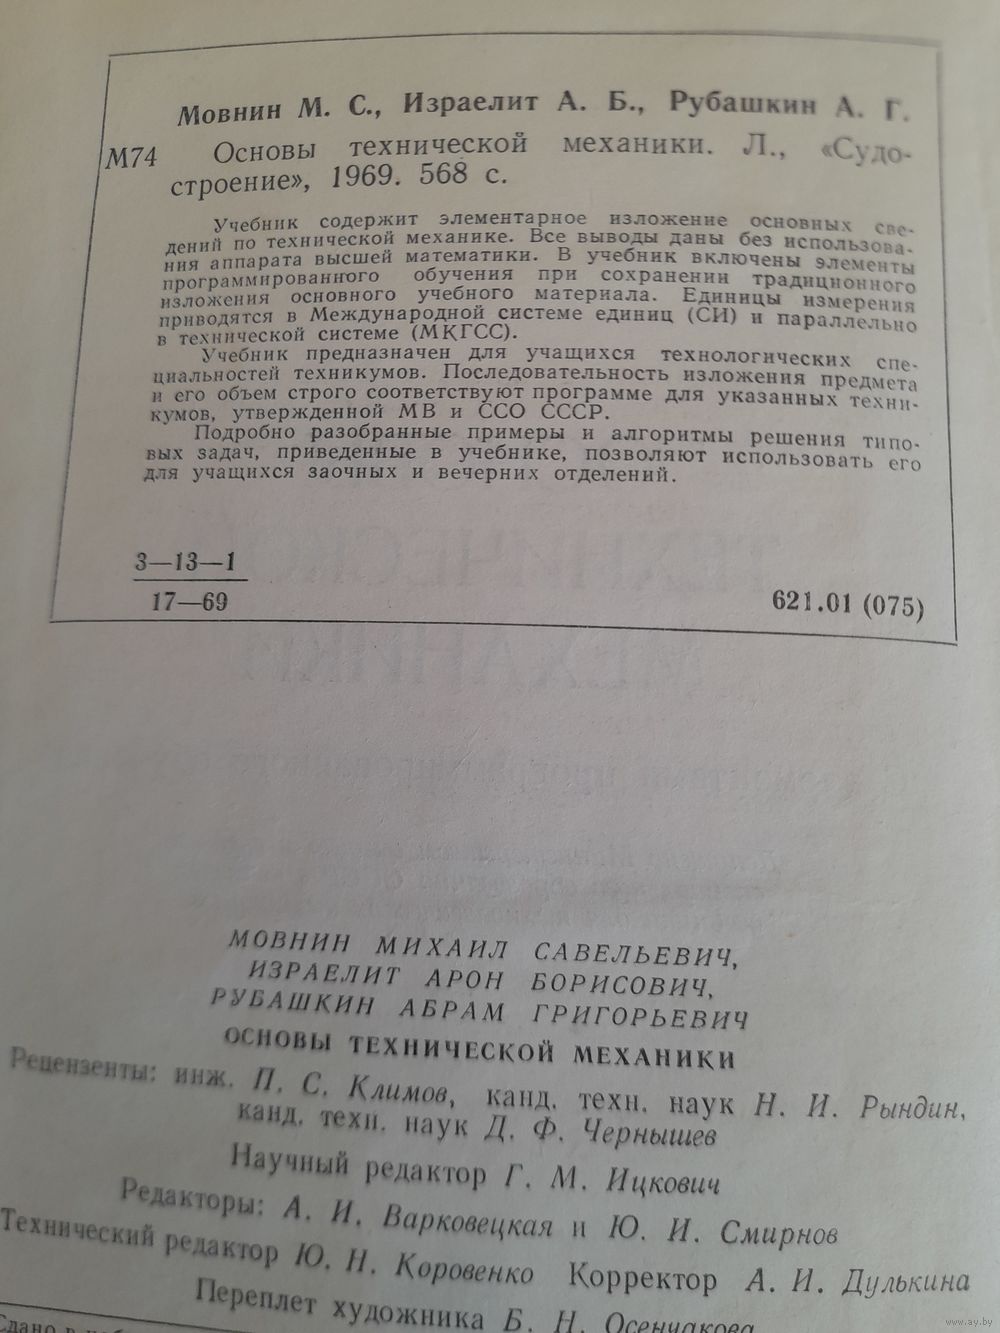 Мовнин М. С., Израелит А. Б., Рубашкин А. Г.
М74 Основы технической механики. Л., «Судо-
строение», 1969. 568 с.
Учебник содержит элементарное изложение основных све-
дений по технической механике. Все выводы даны без использова-
ния аппарата высшей математики. В учебник включены элементы
программированного обучения при сохранении традиционного
изложения основного учебного материала. Единицы измерения
приводятся в Международной системе единиц (СИ) и параллельно
в технической системе (МКГСС).
Учебник предназначен для учащихся технологических спе-
циальностей техникумов. Последовательность изложения предмета
и его объем строго соответствуют программе для указанных техни-
кумов, утвержденной МВ и ССО СССР.
Подробно разобранные примеры и алгоритмы решения типо-
вых задач, приведенные в учебнике, позволяют использовать его
для учащихся заочных и вечерних отделений.
3—13—1
17—69
621.01 (075)
МОВНИН МИХАИЛ САВЕЛЬЕВИЧ,
ИЗРАЕЛИТ АРОН БОРИСОВИЧ,
РУБАШКИН АБРАМ ГРИГОРЬЕВИЧ
ОСНОВЫ ТЕХНИЧЕСКОЙ МЕХАНИКИ
Рецензенты: инж. П. С. Климов, канд. техн. наук Н. И. Рындин,
канд. техн. наук Д. Ф. Чернышев
Научный редактор Г. М. Ицкович
Редакторы: А. И. Варковецкая и Ю. И. Смирнов
Технический редактор Ю. Н. Коровенко Корректор А. И. Дулькина
Переплет художника Б. Н. Осенчакова
Сдано в
www.ay.by